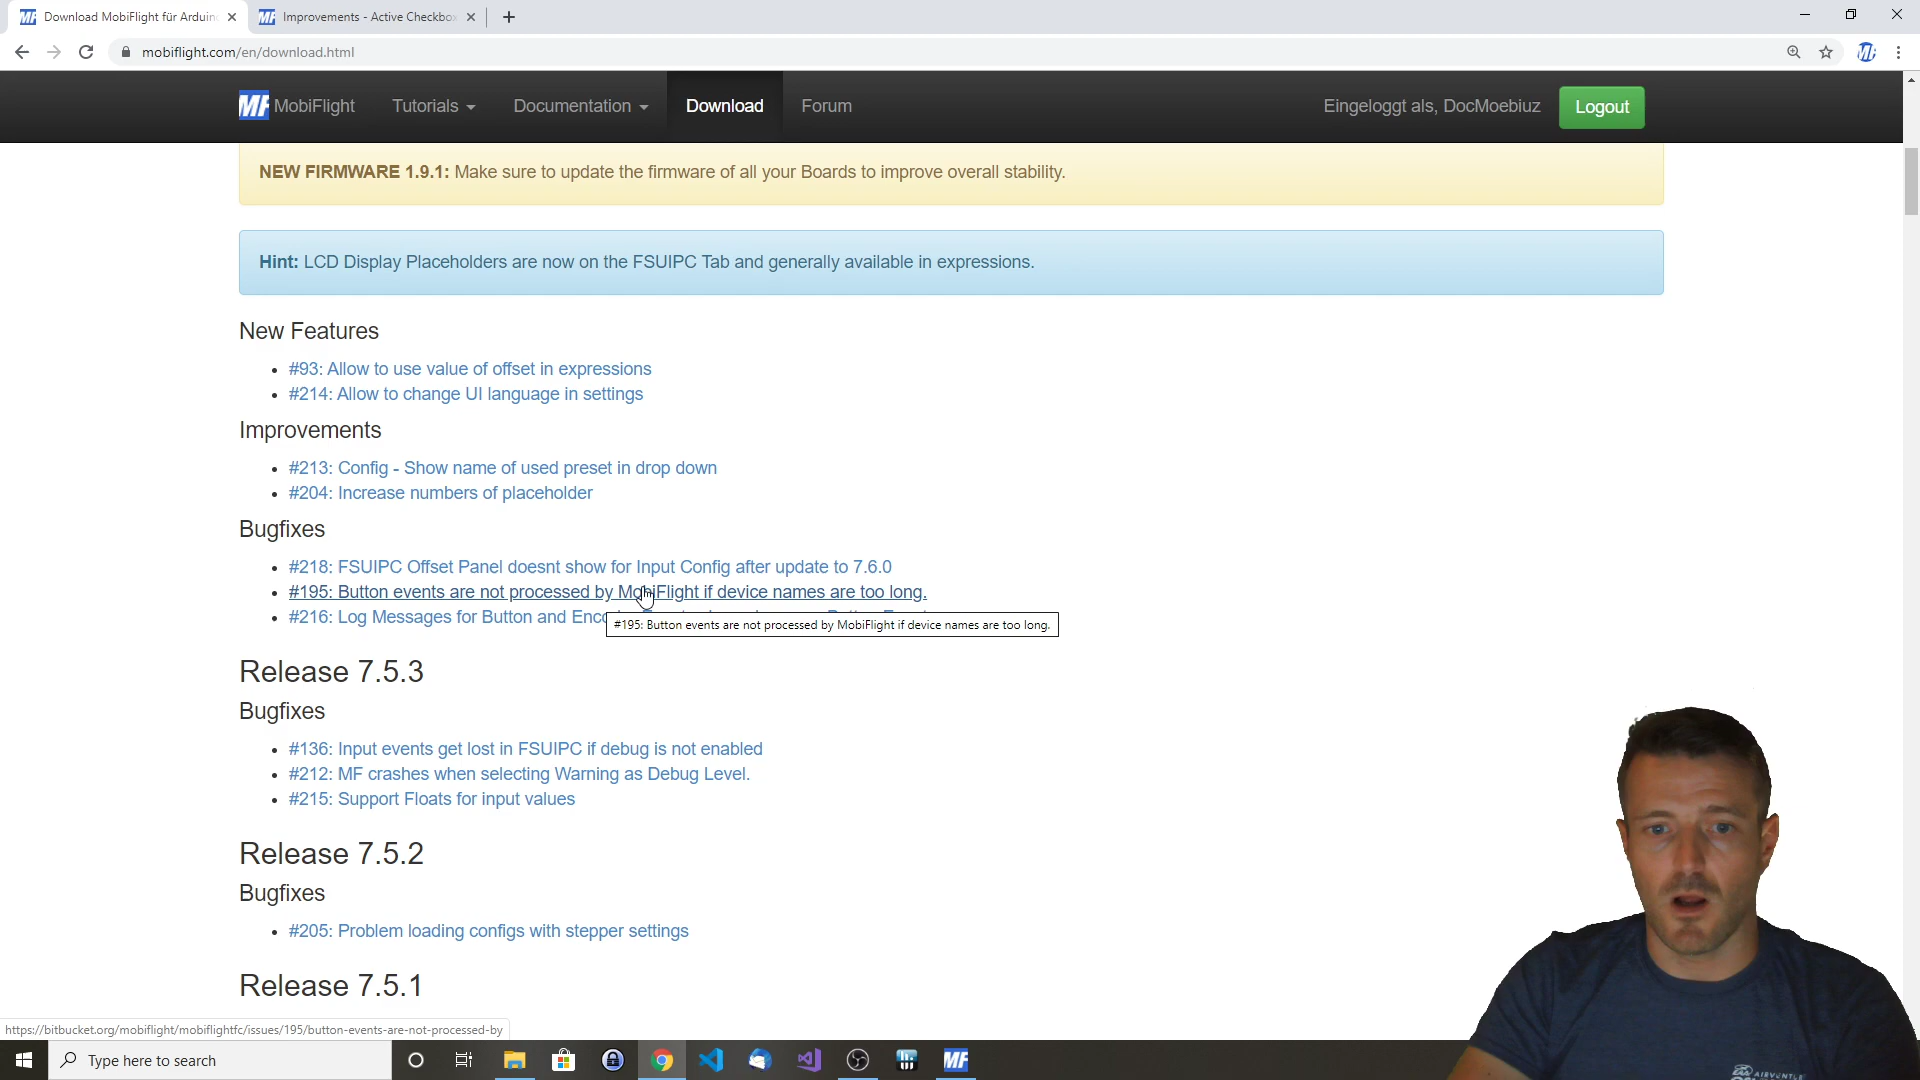 Download MobiFlight für Arduin
Improvements - Active Checkbo
mobiflight.com/en/download.html
MF MobiFlight
Tutorials
Documentation
Download
Forum
Eingeloggt als, DocMoebiuz
Logout
NEW FIRMWARE 1.9.1: Make sure to update the firmware of all your Boards to improve overall stability.
Hint: LCD Display Placeholders are now on the FSUIPC Tab and generally available in expressions.
New Features
#93: Allow to use value of offset in expressions
#214: Allow to change UI language in settings
Improvements
#213: Config - Show name of used preset in drop down
#204: Increase numbers of placeholder
Bugfixes
#218: FSUIPC Offset Panel doesnt show for Input Config after update to 7.6.0
#195: Button events are not processed by MobiFlight if device names are too long.
#216: Log Messages for Button and Enc
#195: Button events are not processed by MobiFlight if device names are too long.
Release 7.5.3
Bugfixes
#136: Input events get lost in FSUIPC if debug is not enabled
#212: MF crashes when selecting Warning as Debug Level.
#215: Support Floats for input values
Release 7.5.2
Bugfixes
#205: Problem loading configs with stepper settings
Release 7.5.1
https://bitbucket.org/mobiflight/mobiflightfc/issues/195/button-events-are-not-processed-by
Type here to search
MF